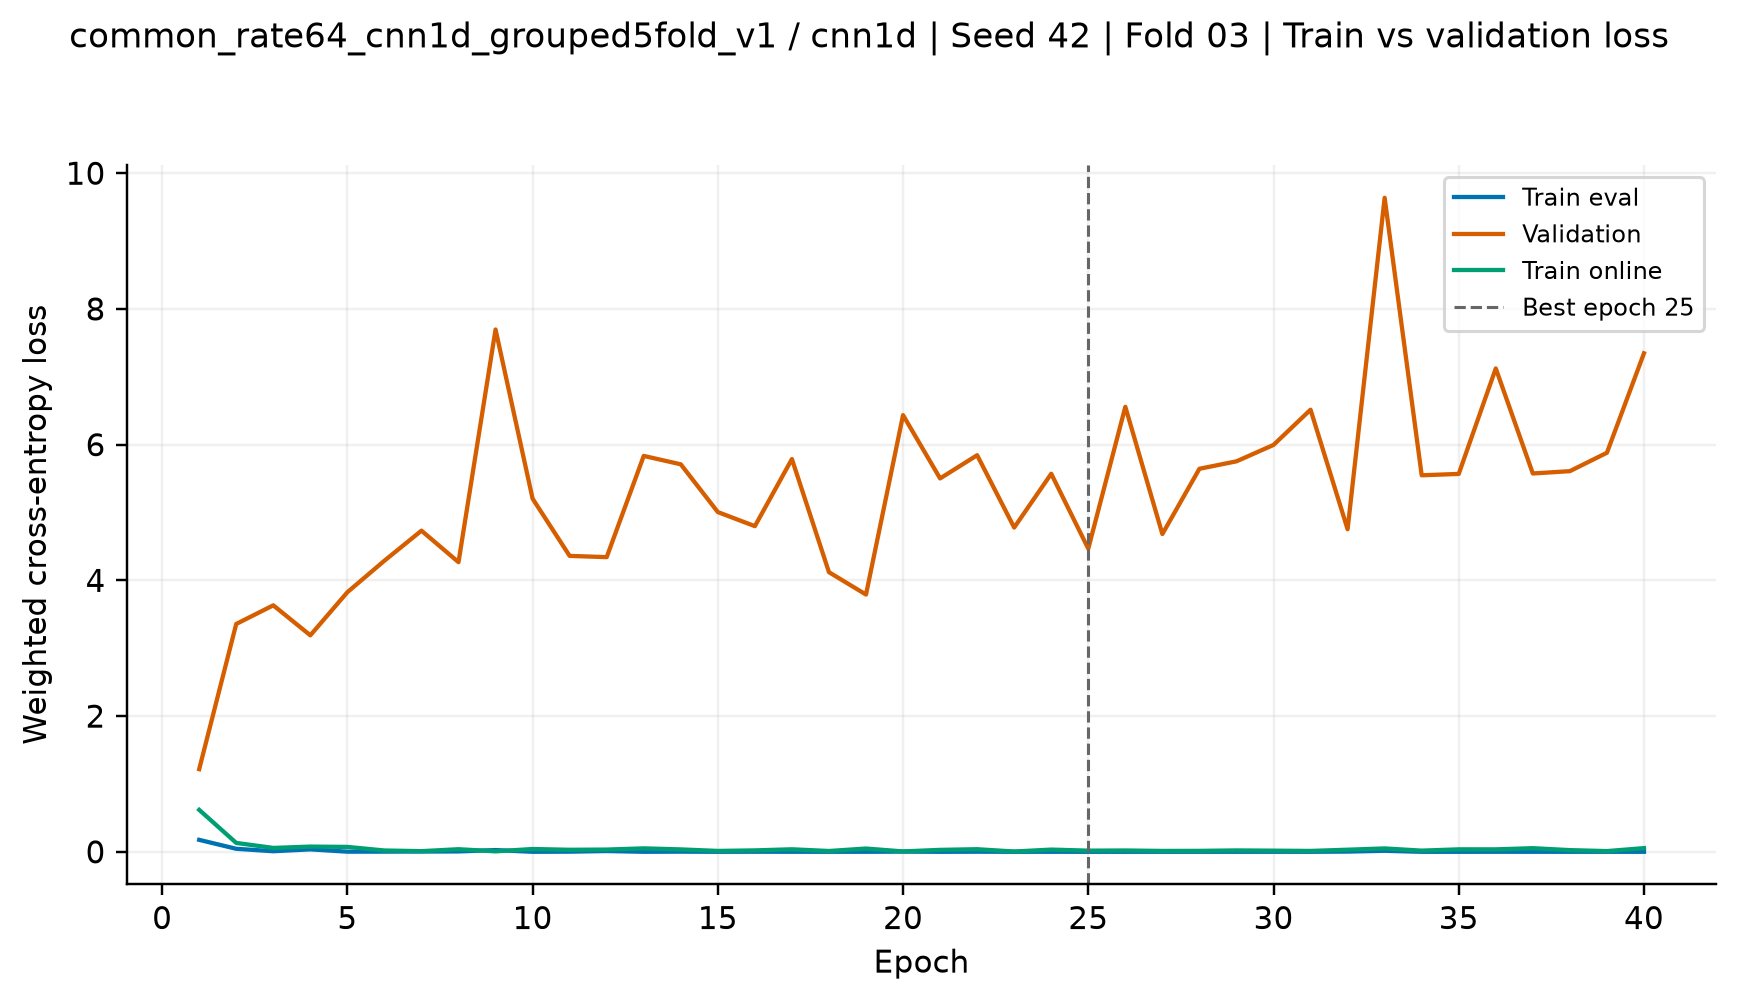 common_rate64_cnn1d_grouped5fold_v1 / cnn1d | Seed 42 | Fold 03 | Train vs validation loss
10
8
6
4
2
0
Weighted cross-entropy loss
Train eval
Validation
Train online
Best epoch 25
0 5 10 15 20 25 30 35 40
Epoch